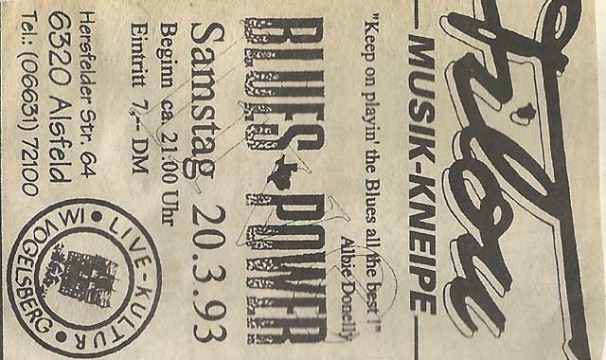 MUSIK-KNEIPE
"Keep on playin' the Blues all the best !"
Albie Donelly
BLUES POWER
Samstag 20.3.93
Beginn ca. 21.00 Uhr
Eintritt 7,-- DM
Hersfelder Str. 64
6320 Alsfeld
Tel.: (06631) 72100
LIVE-KULTUR
IM VOGELSBERG